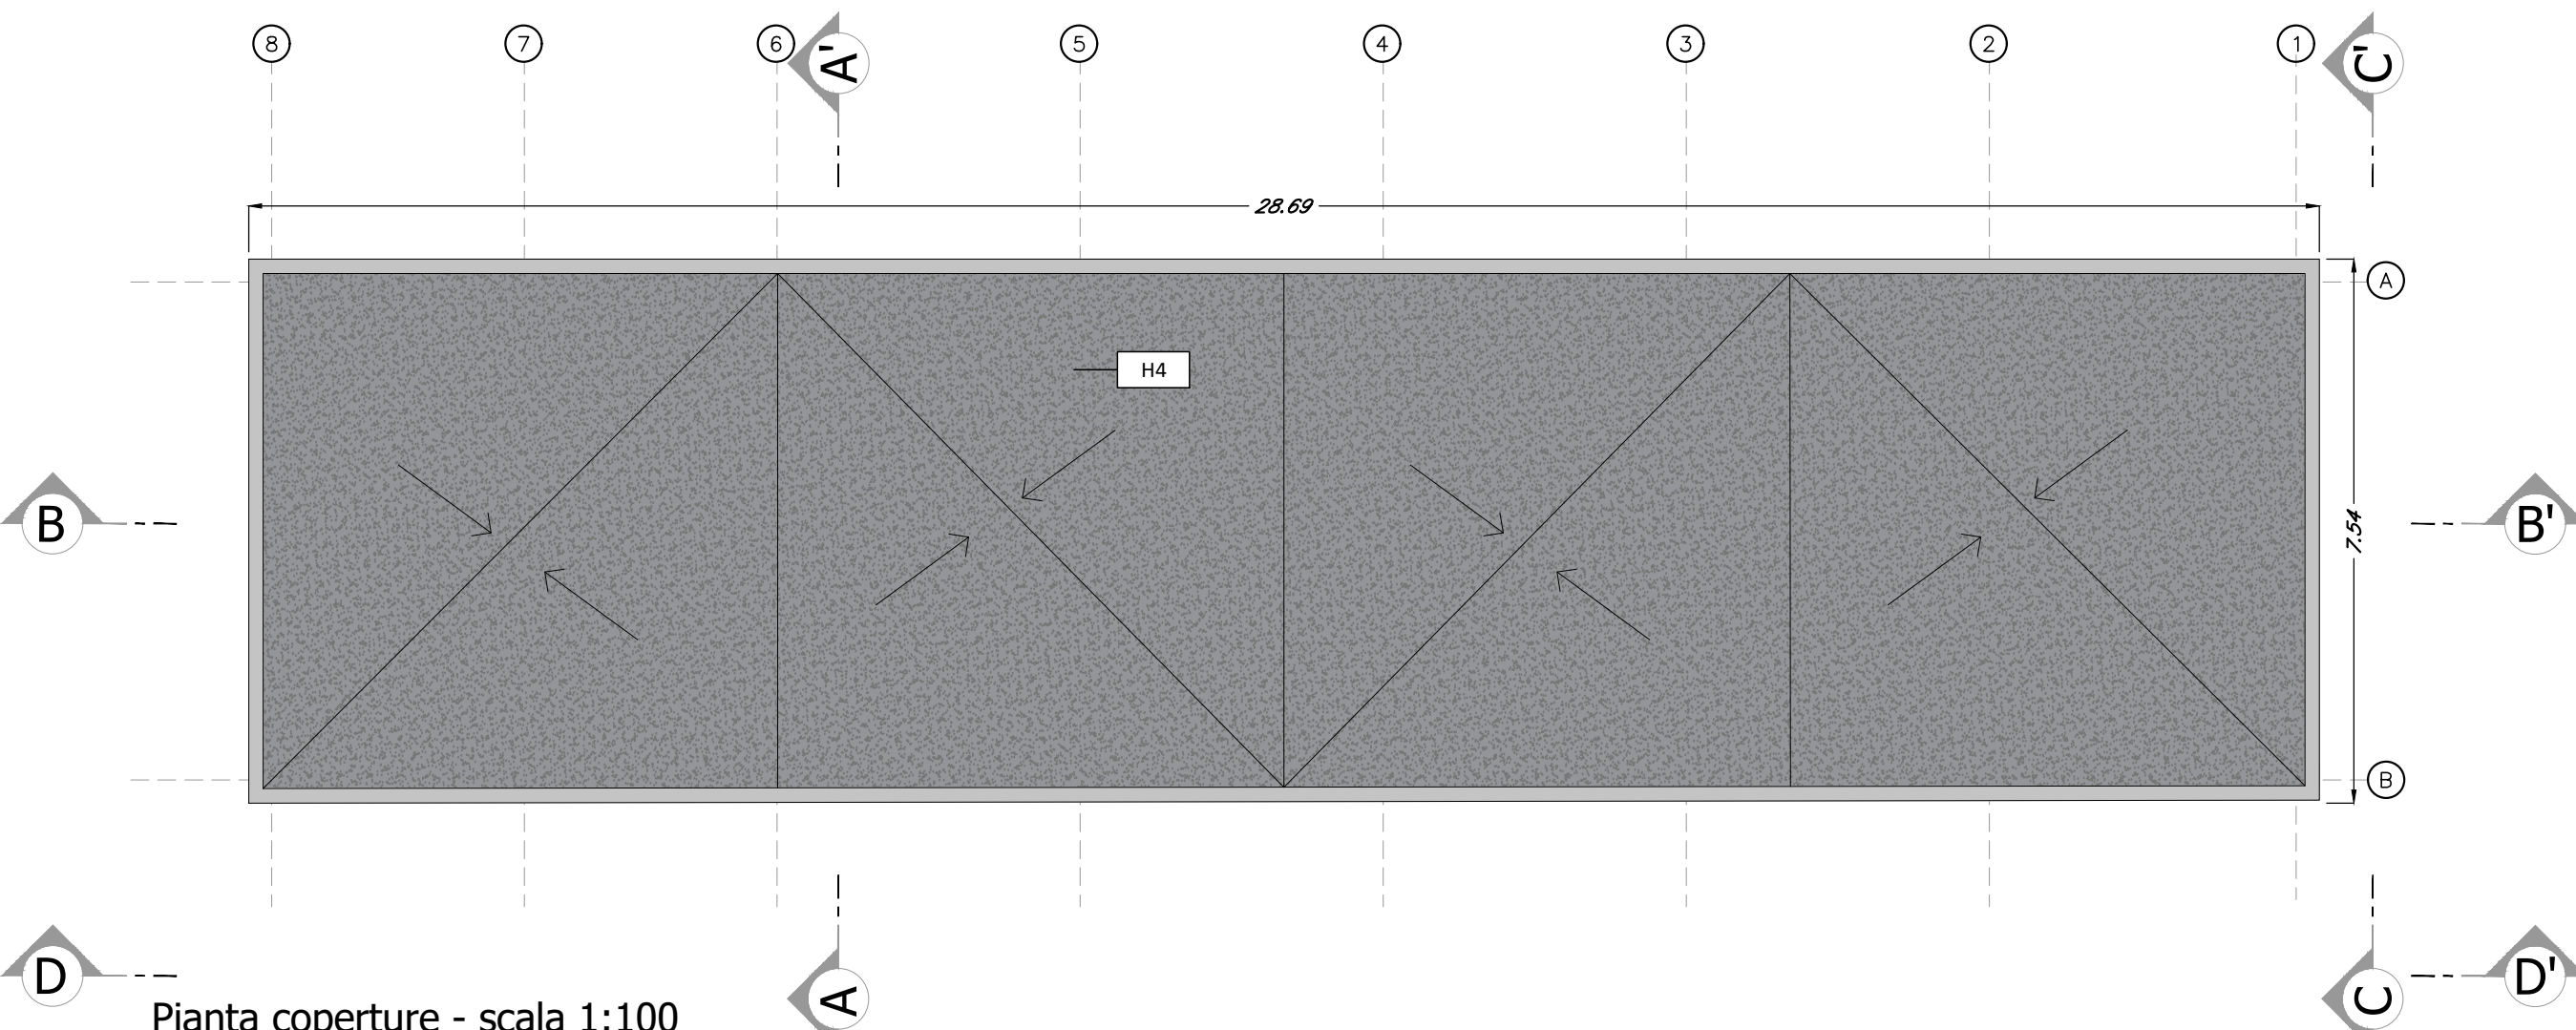 8 7 6 A' 5 4 3 2 1 C'
28.69
A
H4
B B'
7.54
B
D A C D'
Pianta coperture - scala 1:100